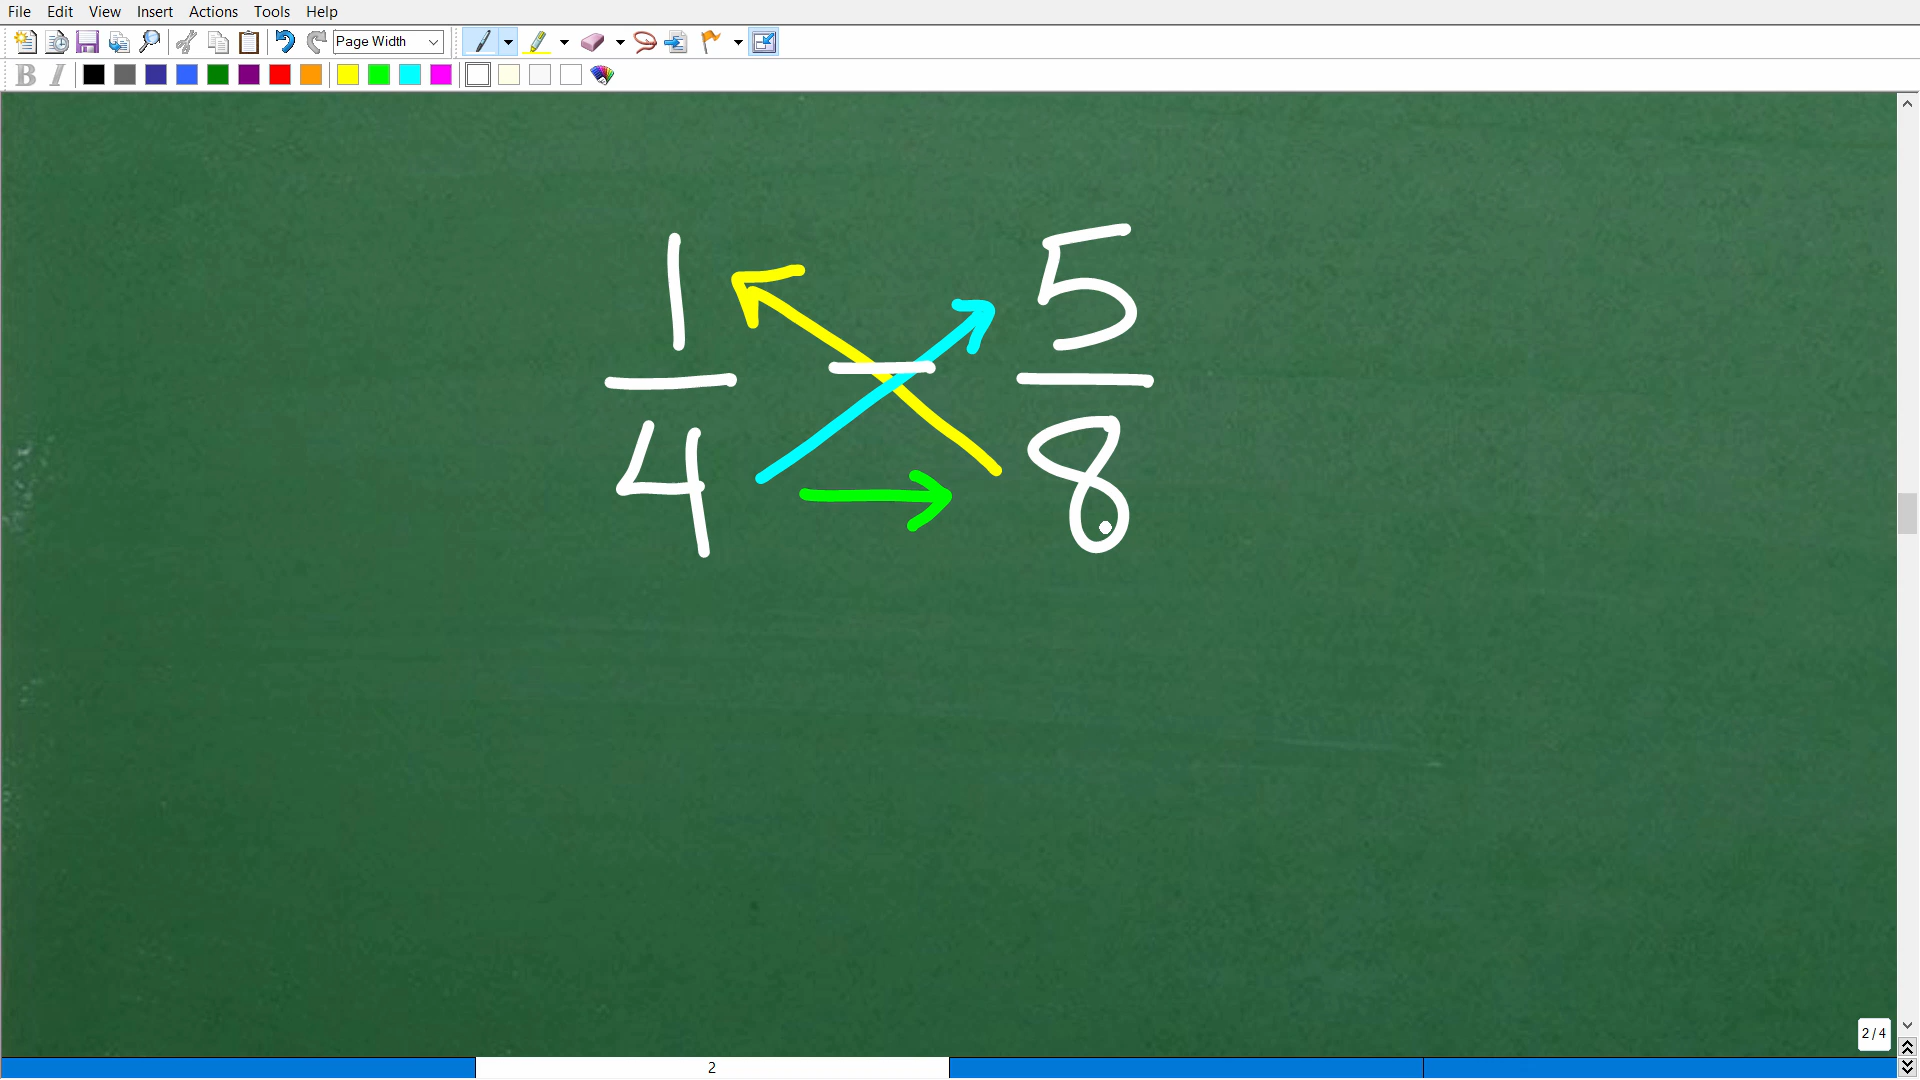 File Edit View Insert Actions Tools Help
Page Width
B I
1 5
—
4 8
2 / 4
2